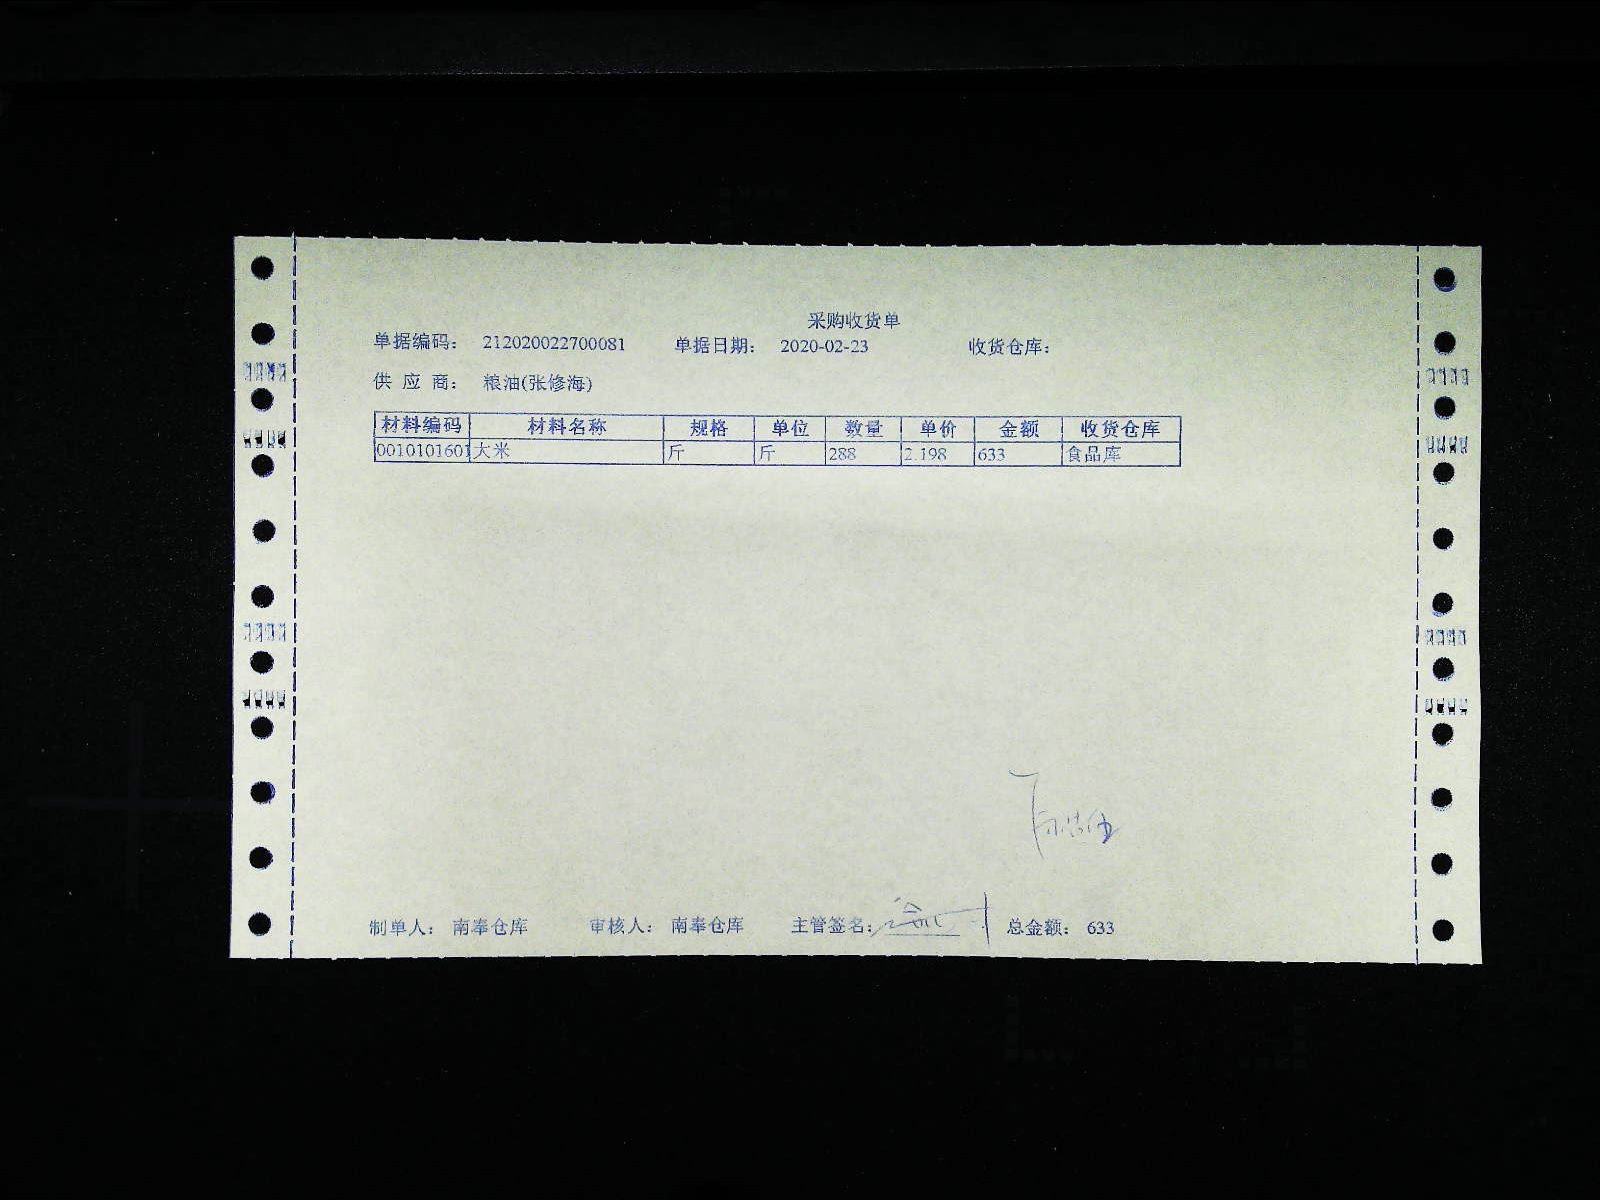 采购收货单
单据编码： 212020022700081 单据日期： 2020-02-23 收货仓库：
供 应 商： 粮油(张修海)
材料编码 材料名称 规格 单位 数量 单价 金额 收货仓库
0010101601 大米 斤 斤 288 2.198 633 食品库
制单人： 南奉仓库 审核人： 南奉仓库 主管签名： 总金额： 633